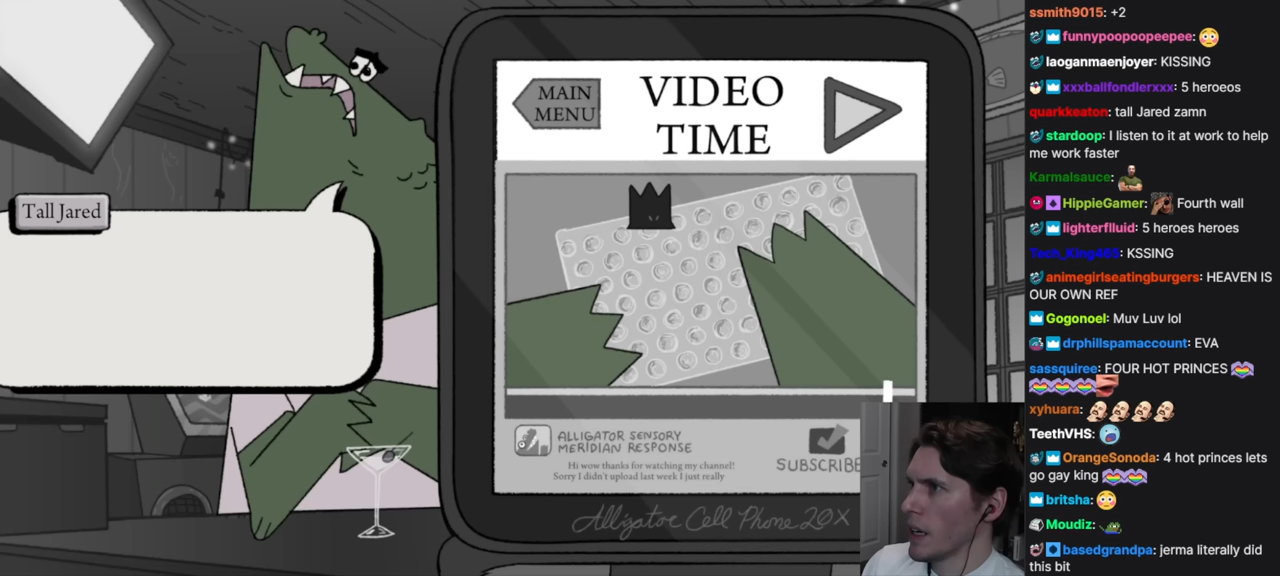 Tall Jared
MAIN
MENU
VIDEO
TIME
ALLIGATOR SENSORY
MERIDIAN RESPONSE
Hi wow thanks for watching my channel!
Sorry I didn't upload last week I just really
SUBSCRIBE
Alligator Cell Phone 20X
ssmith9015: +2
funnypoopoopeepee:
laoganmaenjoyer: KISSING
xxxballfondlerxxx: 5 heroeos
quarkkeaton: tall Jared zamn
stardoop: I listen to it at work to help
me work faster
Karmalsauce:
HippieGamer: Fourth wall
lighterflluid: 5 heroes heroes
Tech_King465: KSSING
animegirlseatingburgers: HEAVEN IS
OUR OWN REF
Gogonoel: Muv Luv lol
drphillspamaccount: EVA
sassquiree: FOUR HOT PRINCES
xyhuara:
TeethVHS:
OrangeSonoda: 4 hot princes lets
go gay king
britsha:
Moudiz:
basedgrandpa: jerma literally did
this bit